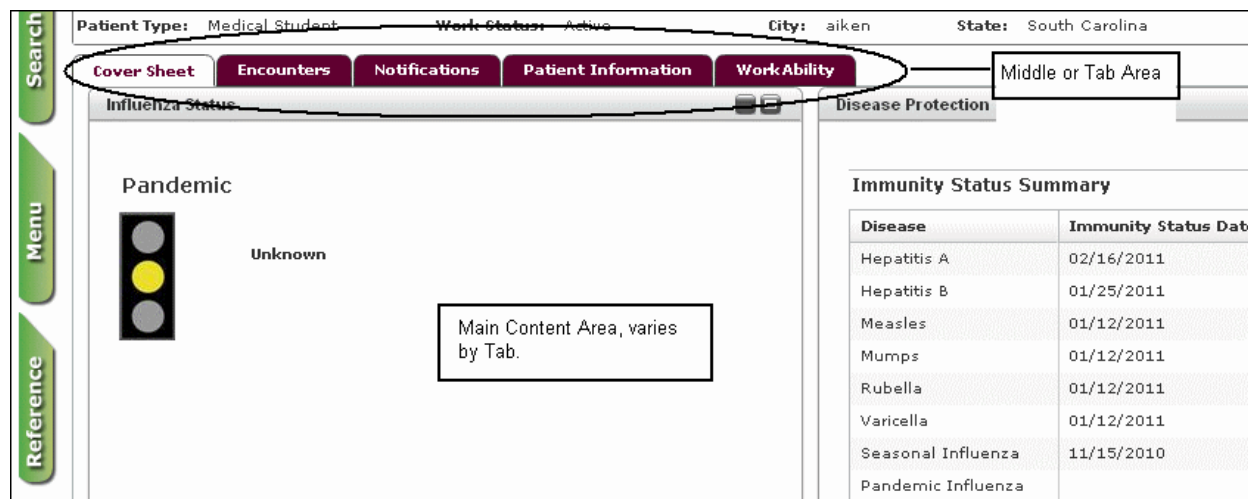 Search
Patient Type: Medical Student Work Status: Active City: aiken State: South Carolina
Cover Sheet Encounters Notifications Patient Information WorkAbility
Middle or Tab Area
Influenza Status
Disease Protection
Pandemic
Immunity Status Summary
Menu
Disease Immunity Status Dat
Unknown
Hepatitis A 02/16/2011
Hepatitis B 01/25/2011
Main Content Area, varies
by Tab.
Measles 01/12/2011
Mumps 01/12/2011
Reference
Rubella 01/12/2011
Varicella 01/12/2011
Seasonal Influenza 11/15/2010
Pandemic Influenza